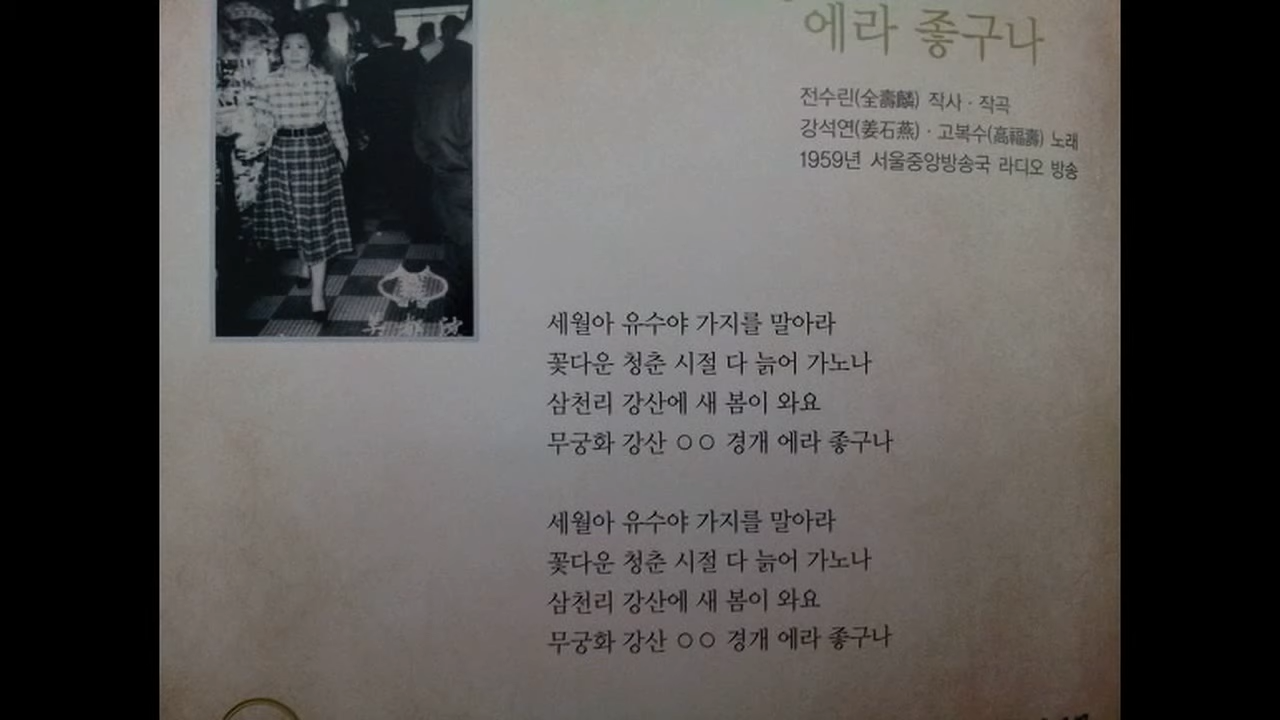 에라 좋구나
전수린(全壽麟) 작사 · 작곡
강석연(姜石燕) · 고복수(高福壽) 노래
1959년 서울중앙방송국 라디오 방송
세월아 유수야 가지를 말아라
꽃다운 청춘 시절 다 늙어 가노나
삼천리 강산에 새 봄이 와요
무궁화 강산 ○○ 경개 에라 좋구나
세월아 유수야 가지를 말아라
꽃다운 청춘 시절 다 늙어 가노나
삼천리 강산에 새 봄이 와요
무궁화 강산 ○○ 경개 에라 좋구나